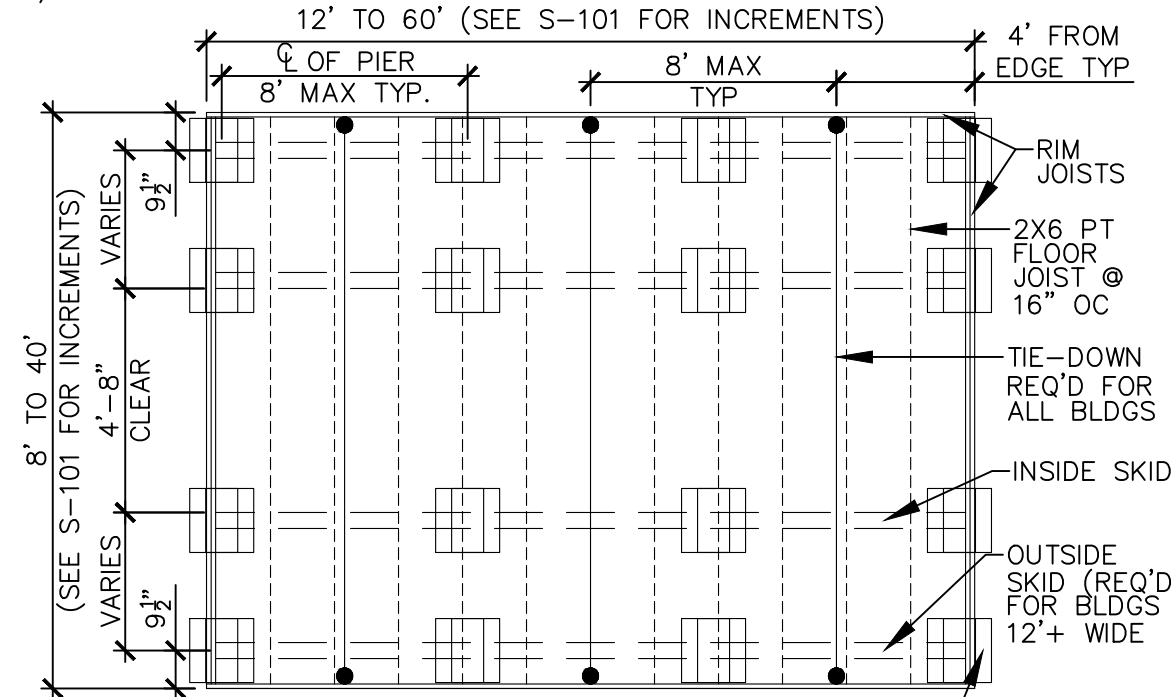 12' TO 60' (SEE S-101 FOR INCREMENTS)
℄ OF PIER
8' MAX TYP.
8' MAX
TYP
4' FROM
EDGE TYP
8' TO 40'
(SEE S-101 FOR INCREMENTS)
VARIES
9½"
4'-8"
CLEAR
VARIES
9½"
RIM
JOISTS
2X6 PT
FLOOR
JOIST @
16" OC
TIE-DOWN
REQ'D FOR
ALL BLDGS
INSIDE SKID
OUTSIDE
SKID (REQ'D
FOR BLDGS
12'+ WIDE